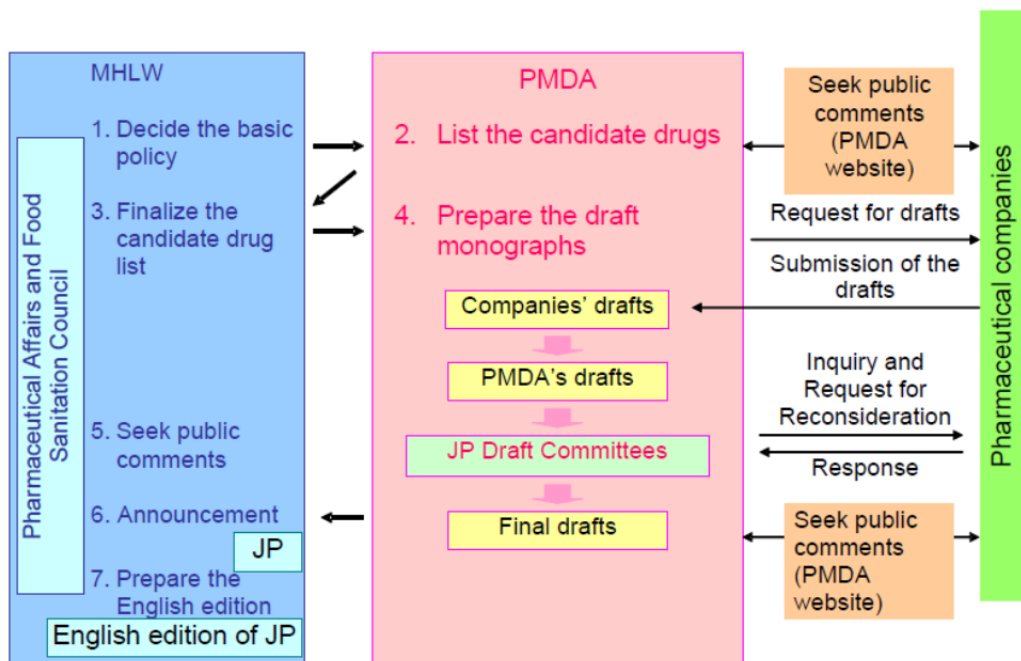 MHLW
1. Decide the basic
policy
3. Finalize the
candidate drug
list
5. Seek public
comments
6. Announcement
JP
7. Prepare the
English edition
English edition of JP
Pharmaceutical Affairs and Food
Sanitation Council
PMDA
2. List the candidate drugs
4. Prepare the draft
monographs
Companies’ drafts
PMDA’s drafts
JP Draft Committees
Final drafts
Seek public
comments
(PMDA
website)
Request for drafts
Submission of the
drafts
Inquiry and
Request for
Reconsideration
Response
Seek public
comments
(PMDA
website)
Pharmaceutical companies